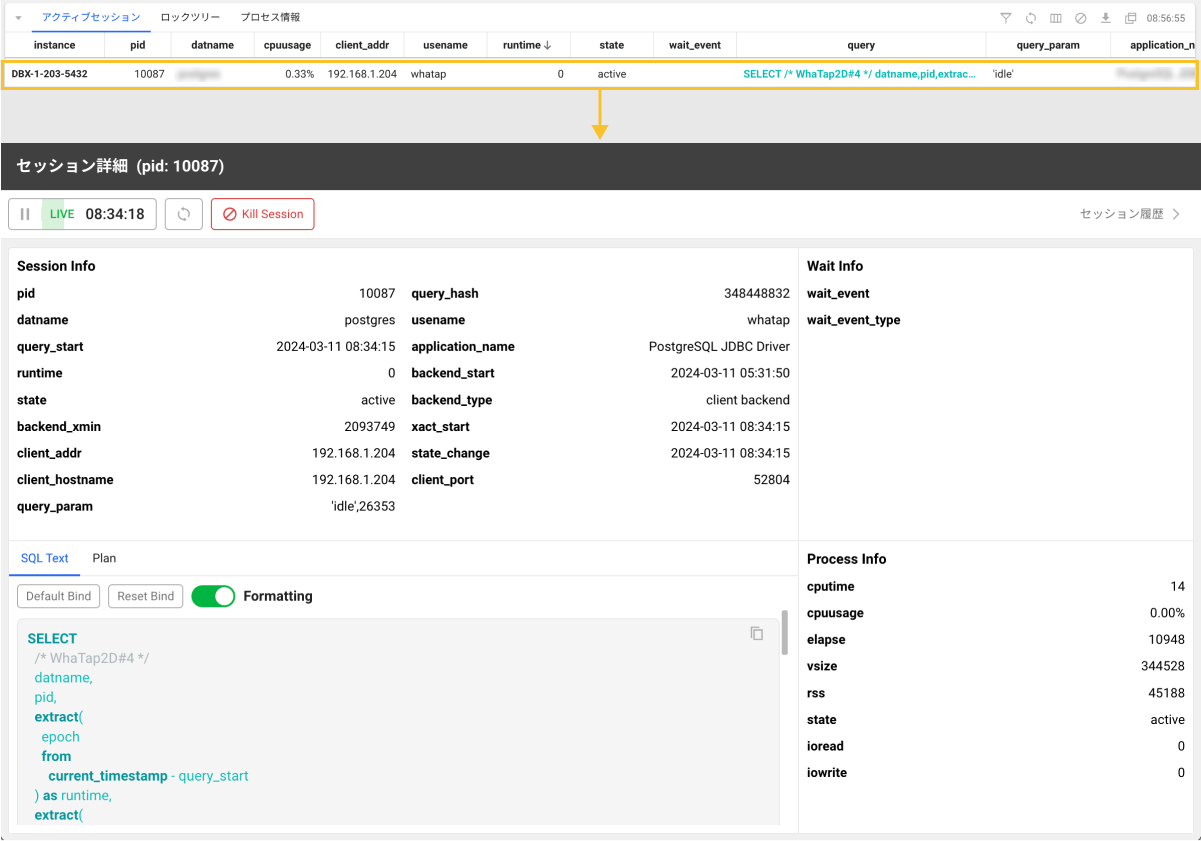 アクティブセッション ロックツリー プロセス情報 08:56:55
instance pid datname cpuusage client_addr usename runtime state wait_event query query_param application_n
DBX-1-203-5432 10087 0.33% 192.168.1.204 whatap 0 active SELECT /* WhaTap2D#4 */ datname,pid,extrac... 'idle'
セッション詳細 (pid: 10087)
LIVE 08:34:18 Kill Session セッション履歴
Session Info
pid 10087 query_hash 348448832
datname postgres usename whatap
query_start 2024-03-11 08:34:15 application_name PostgreSQL JDBC Driver
runtime 0 backend_start 2024-03-11 05:31:50
state active backend_type client backend
backend_xmin 2093749 xact_start 2024-03-11 08:34:15
client_addr 192.168.1.204 state_change 2024-03-11 08:34:15
client_hostname 192.168.1.204 client_port 52804
query_param 'idle',26353
Wait Info
wait_event
wait_event_type
SQL Text Plan
Default Bind Reset Bind Formatting
SELECT
/* WhaTap2D#4 */
datname,
pid,
extract(
epoch
from
current_timestamp - query_start
) as runtime,
extract(
Process Info
cputime 14
cpuusage 0.00%
elapse 10948
vsize 344528
rss 45188
state active
ioread 0
iowrite 0